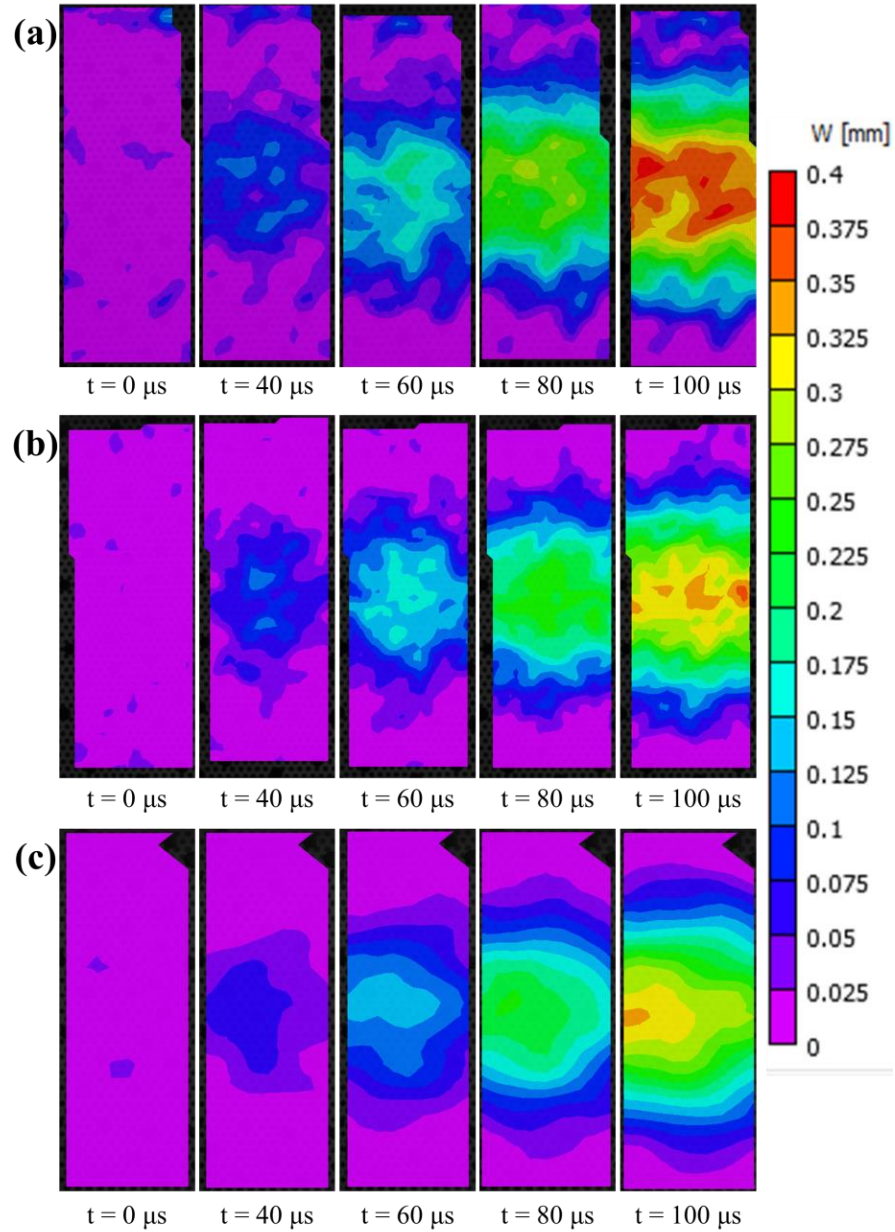 (a)
t = 0 μs
t = 40 μs
t = 60 μs
t = 80 μs
t = 100 μs
(b)
t = 0 μs
t = 40 μs
t = 60 μs
t = 80 μs
t = 100 μs
(c)
t = 0 μs
t = 40 μs
t = 60 μs
t = 80 μs
t = 100 μs
W [mm]
0.4
0.375
0.35
0.325
0.3
0.275
0.25
0.225
0.2
0.175
0.15
0.125
0.1
0.075
0.05
0.025
0